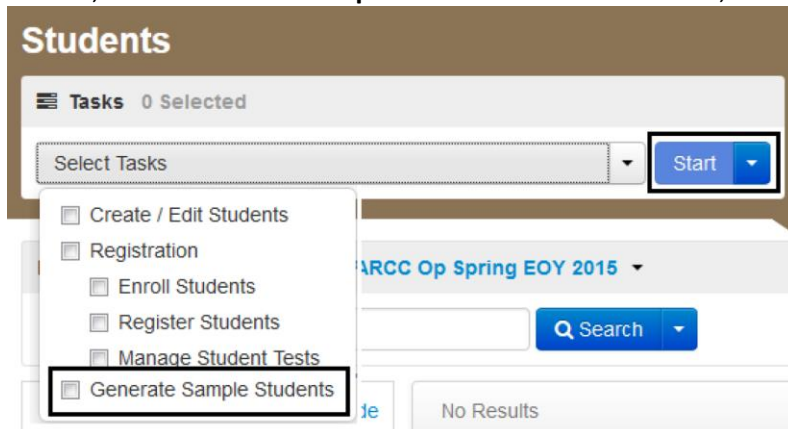 Students
Tasks 0 Selected
Select Tasks
Start
Create / Edit Students
Registration
ARCC Op Spring EOY 2015
Enroll Students
Register Students
Search
Manage Student Tests
Generate Sample Students
No Results